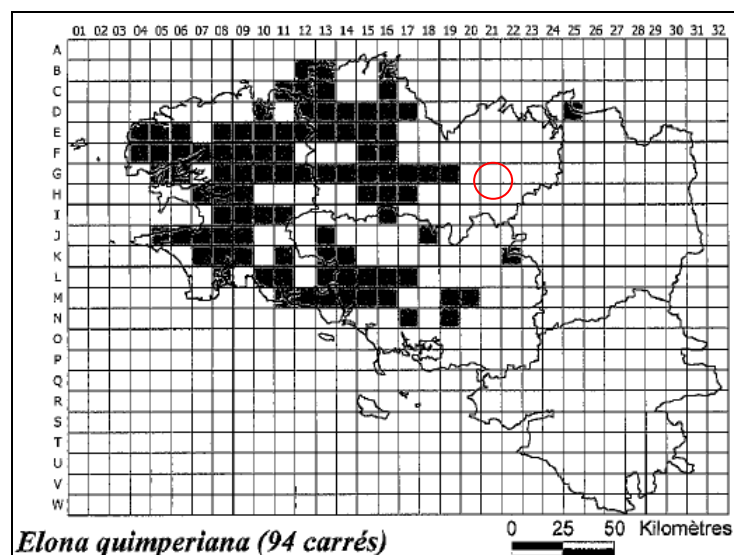 01 02 03 04 05 06 07 08 09 10 11 12 13 14 15 16 17 18 19 20 21 22 23 24 25 26 27 28 29 30 31 32
A
B
C
D
E
F
G
H
I
J
K
L
M
N
O
P
Q
R
S
T
U
V
W
Elona quimperiana (94 carrés)
0 25 50 Kilomètres